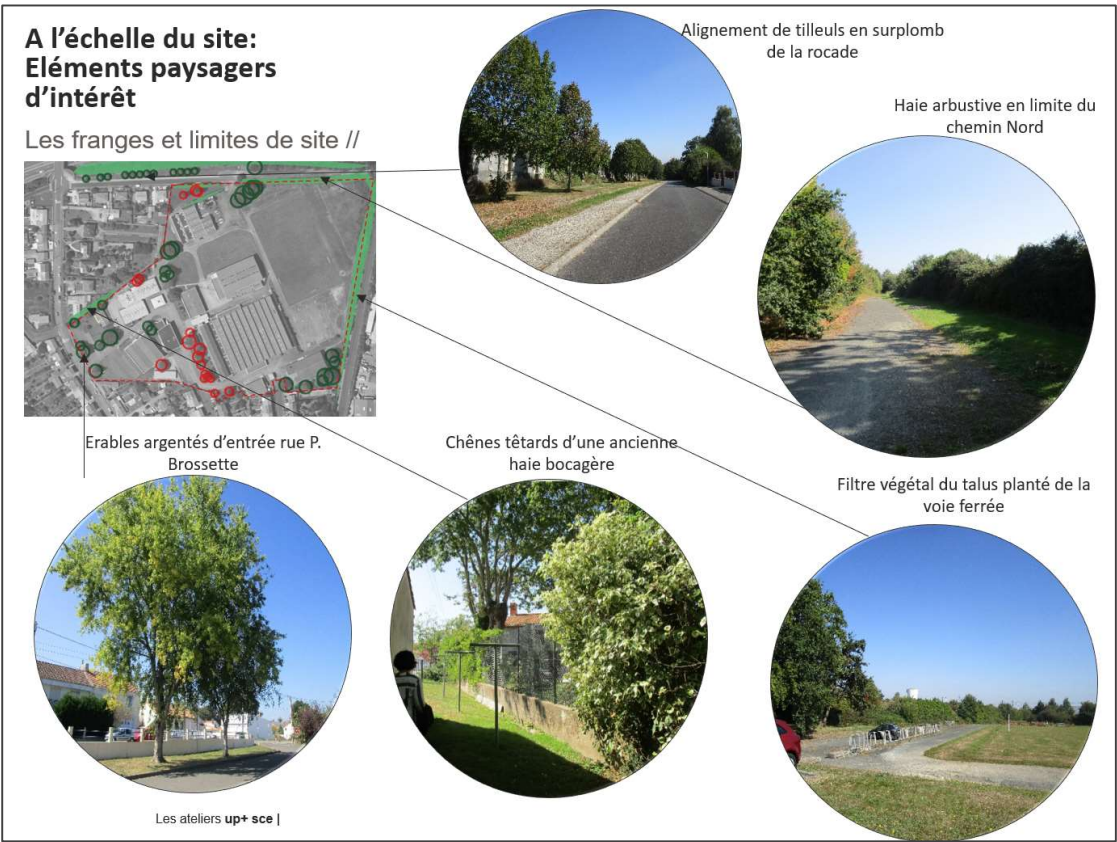 A l’échelle du site:
Eléments paysagers
d’intérêt
Les franges et limites de site //
Alignement de tilleuls en surplomb
de la rocade
Haie arbustive en limite du
chemin Nord
Erables argentés d’entrée rue P.
Brossette
Chênes têtards d’une ancienne
haie bocagère
Filtre végétal du talus planté de la
voie ferrée
Les ateliers up+ sce |